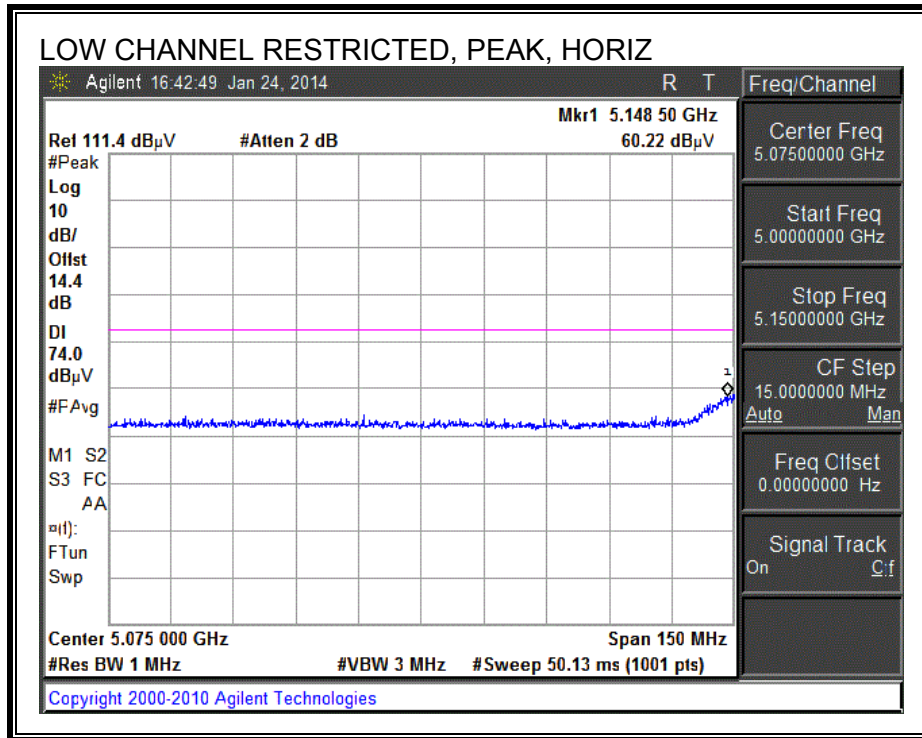 LOW CHANNEL RESTRICTED, PEAK, HORIZ
Agilent 16:42:49 Jan 24, 2014 R T
Mkr1 5.148 50 GHz
Ref 111.4 dBµV #Atten 2 dB 60.22 dBµV
#Peak
Log
10
dB/
Offst
14.4
dB
DI
74.0
dBµV
#PAvg
M1 S2
S3 FC
AA
¤(f):
FTun
Swp
1
Center 5.075 000 GHz Span 150 MHz
#Res BW 1 MHz #VBW 3 MHz #Sweep 50.13 ms (1001 pts)
Copyright 2000-2010 Agilent Technologies
Freq/Channel
Center Freq
5.07500000 GHz
Start Freq
5.00000000 GHz
Stop Freq
5.15000000 GHz
CF Step
15.0000000 MHz
Auto Man
Freq Offset
0.00000000 Hz
Signal Track
On Off